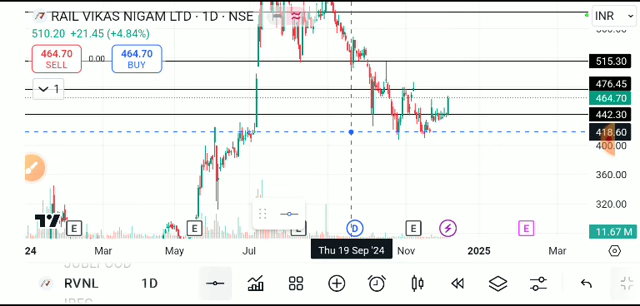 RAIL VIKAS NIGAM LTD · 1D · NSE
INR
510.20 +21.45 (+4.84%)
464.70
SELL
0.00
464.70
BUY
1
515.30
476.45
464.70
442.30
418.60
400.00
360.00
320.00
11.67 M
E
E
E
D
E
E
24
Mar
May
Jul
Thu 19 Sep '24
Nov
2025
Mar
RVNL
1D